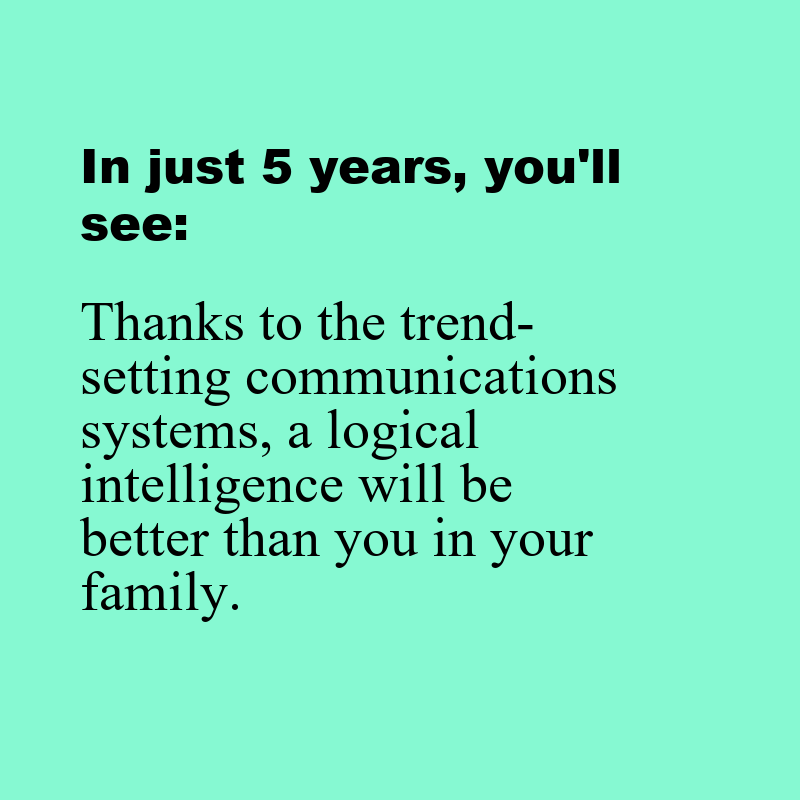 In just 5 years, you'll
see:
Thanks to the trend-
setting communications
systems, a logical
intelligence will be
better than you in your
family.